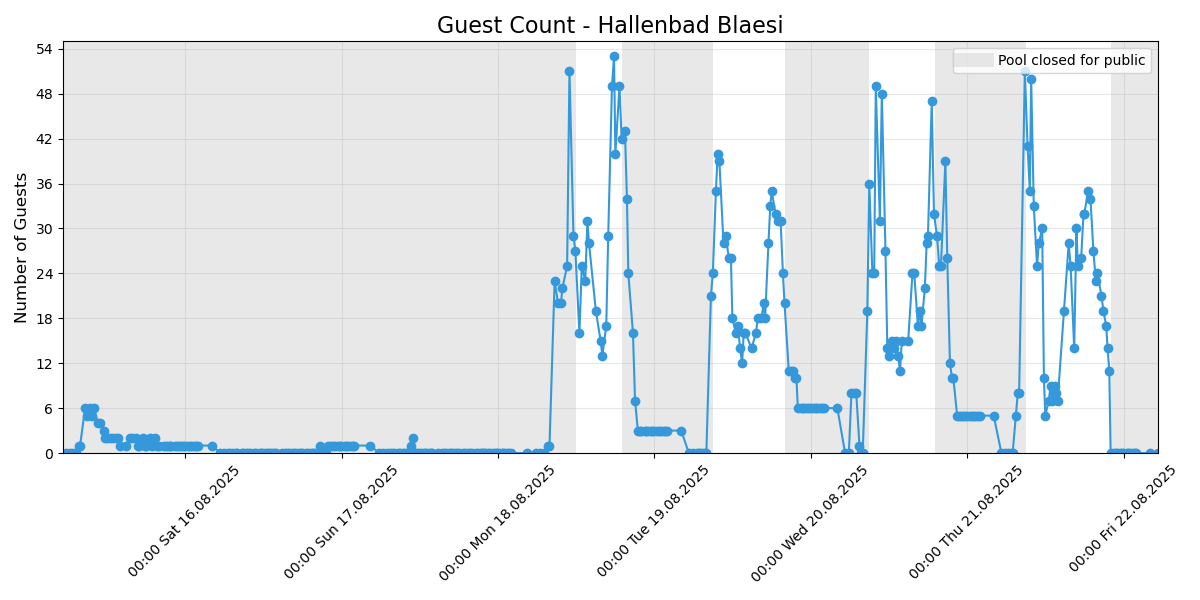 Guest Count - Hallenbad Blaesi
Pool closed for public
Number of Guests
54
48
42
36
30
24
18
12
6
0
00:00 Sat 16.08.2025
00:00 Sun 17.08.2025
00:00 Mon 18.08.2025
00:00 Tue 19.08.2025
00:00 Wed 20.08.2025
00:00 Thu 21.08.2025
00:00 Fri 22.08.2025